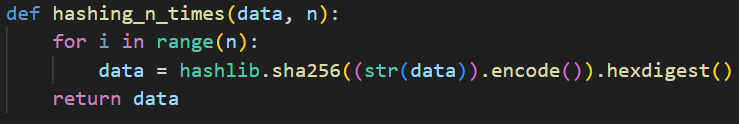 def hashing_n_times(data, n):
    for i in range(n):
        data = hashlib.sha256((str(data)).encode()).hexdigest()
    return data